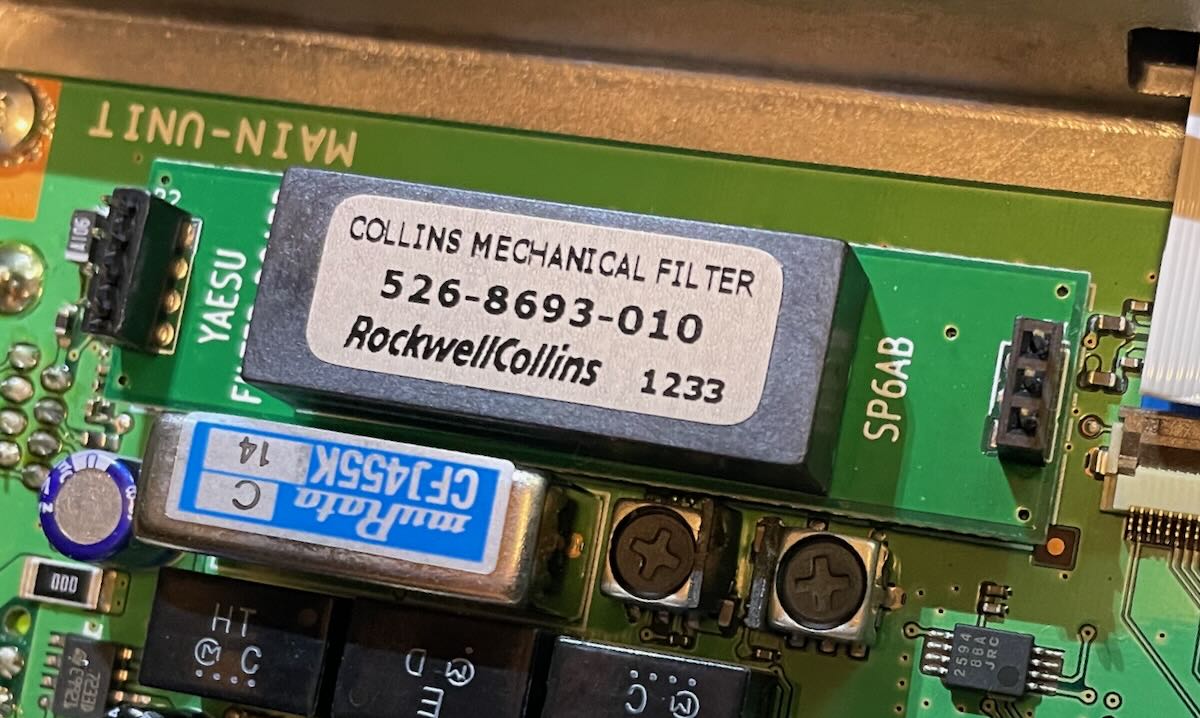 MAIN-UNIT
YAESU
COLLINS MECHANICAL FILTER
526-8693-010
RockwellCollins 1233
SP6AB
muRata
CFJ455K
C
14
000
HT
C
D
E
C
2594
88A
JRC